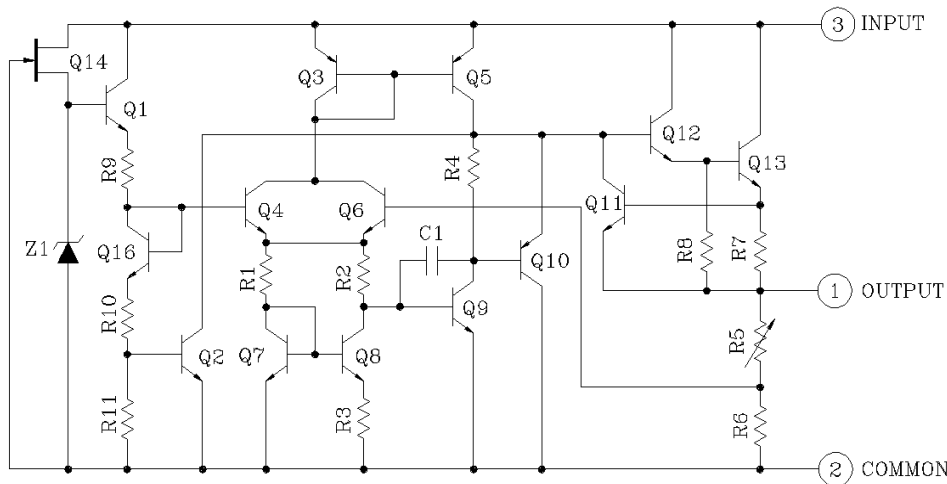 3 INPUT
Q14
Q3
Q5
Q1
Q12
Q13
R9
R4
Q4
Q6
Q11
C1
Z1
Q16
R1
R2
Q10
R8
R7
1 OUTPUT
R10
Q9
R5
Q2
Q7
Q8
R11
R3
R6
2 COMMON